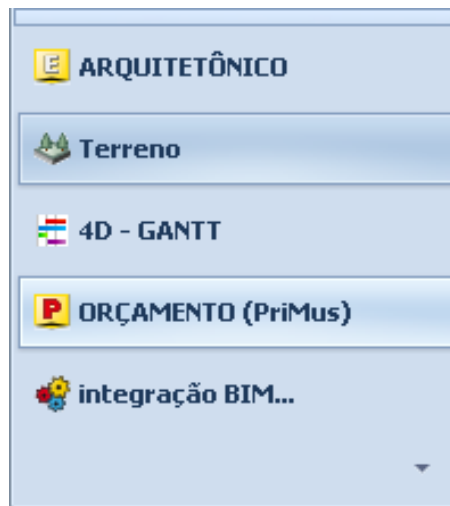 E ARQUITETÔNICO
Terreno
4D - GANTT
P ORÇAMENTO (PriMus)
integração BIM...